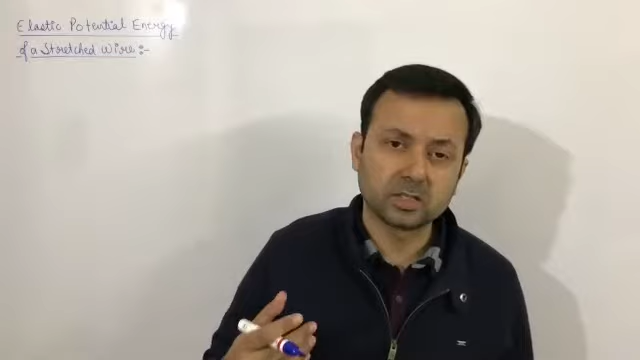 Elastic Potential Energy
of a Stretched Wire:-